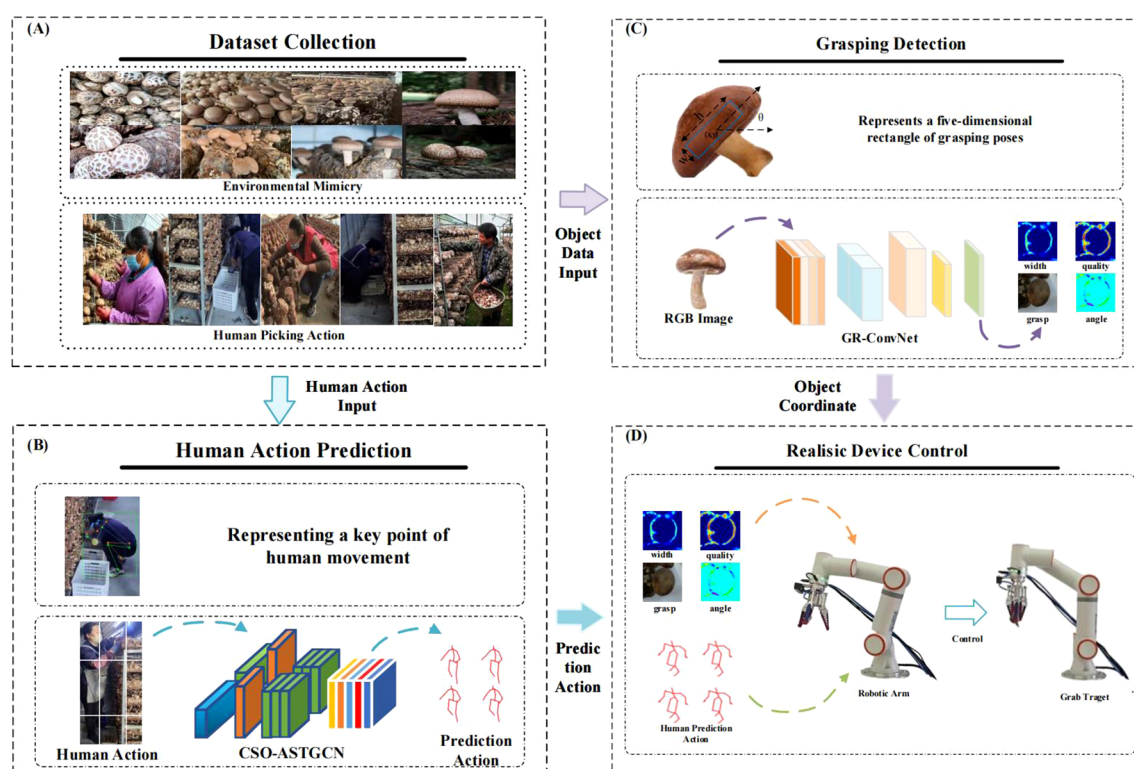 (A)
Dataset Collection
Environmental Mimicry
Human Picking Action
Object
Data
Input
(C)
Grasping Detection
h
θ
w
Represents a five-dimensional
rectangle of grasping poses
RGB Image
GR-ConvNet
width
quality
grasp
angle
Human Action
Input
Object
Coordinate
(B)
Human Action Prediction
Representing a key point of
human movement
Human Action
CSO-ASTGCN
Prediction
Action
Predic
tion
Action
(D)
Realisic Device Control
width
quality
grasp
angle
Human Prediction
Action
Robotic Arm
Control
Grab Traget